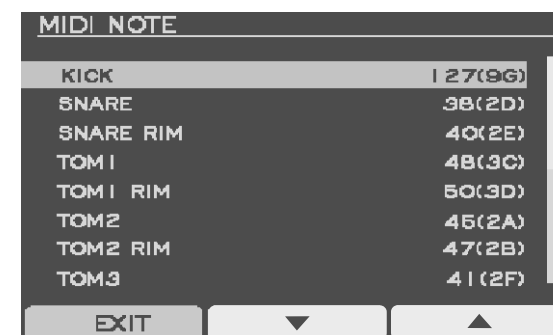 MIDI NOTE
KICK 127(9G)
SNARE 38(2D)
SNARE RIM 40(2E)
TOM1 48(3C)
TOM1 RIM 50(3D)
TOM2 45(2A)
TOM2 RIM 47(2B)
TOM3 41(2F)
EXIT ▼ ▲